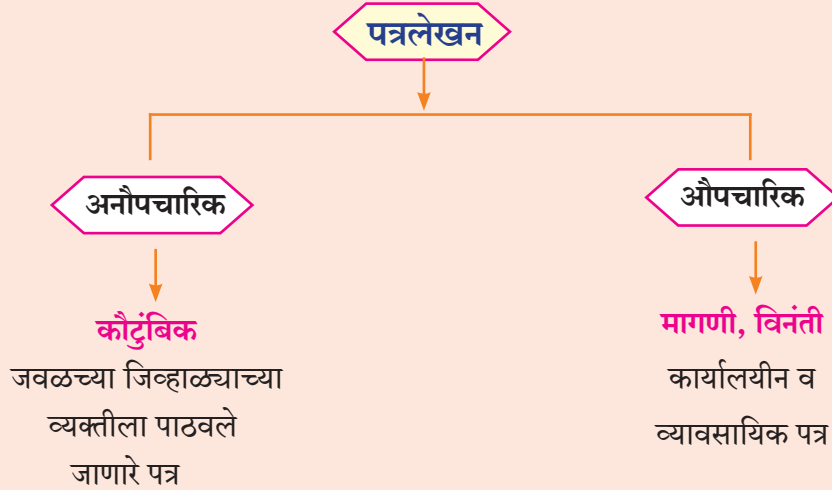 पत्रलेखन
अनौपचारिक
औपचारिक
कौटुंबिक
जवळच्या जिव्हाळ्याच्या
व्यक्तीला पाठवले
जाणारे पत्र
मागणी, विनंती
कार्यालयीन व
व्यावसायिक पत्र